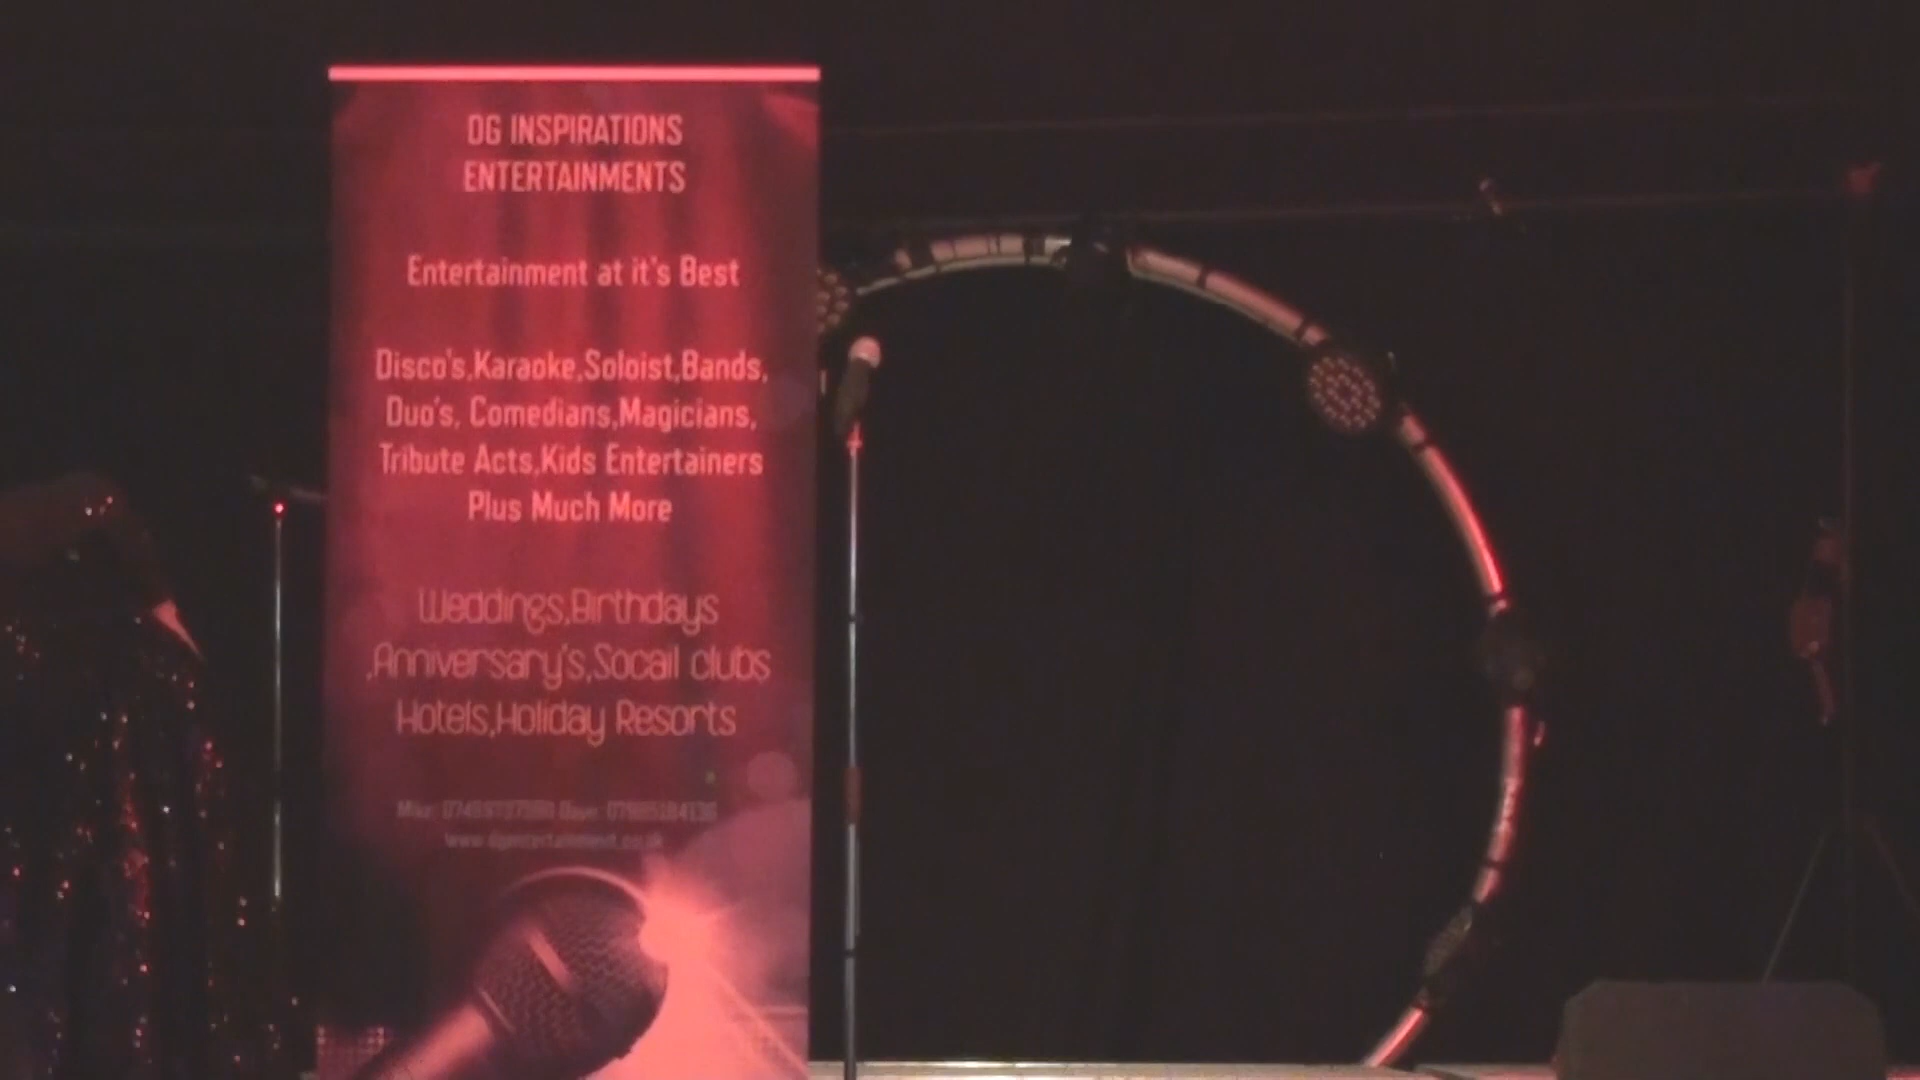 DG INSPIRATIONS
ENTERTAINMENTS
Entertainment at it's Best
Disco's,Karaoke,Soloist,Bands,
Duo's, Comedians,Magicians,
Tribute Acts,Kids Entertainers
Plus Much More
Weddings,Birthdays
,Anniversary's,Socail clubs
Hotels,Holiday Resorts
Mike: